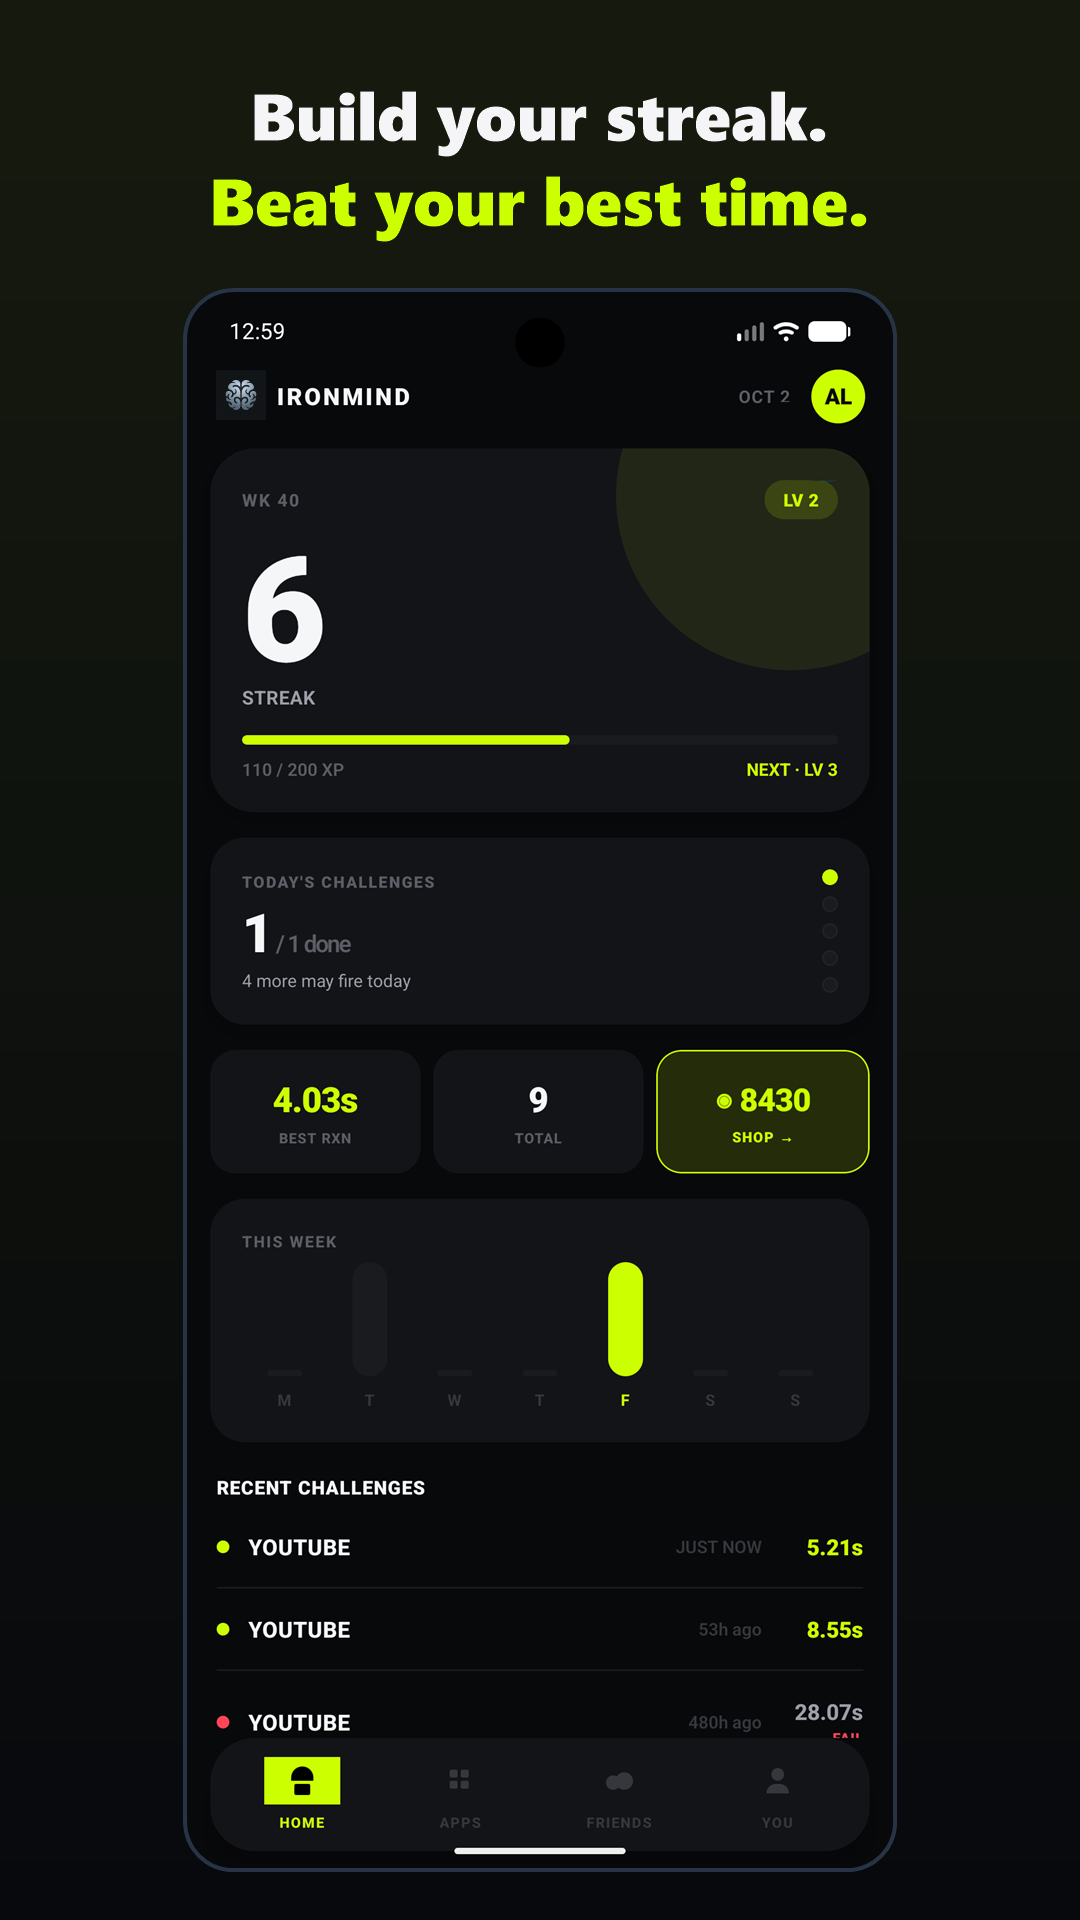 Build your streak.
Beat your best time.
12:59
IRONMIND
OCT 2
AL
WK 40
LV 2
6
STREAK
110 / 200 XP
NEXT · LV 3
TODAY'S CHALLENGES
1 / 1 done
4 more may fire today
4.03s
BEST RXN
9
TOTAL
8430
SHOP →
THIS WEEK
M T W T F S S
RECENT CHALLENGES
YOUTUBE JUST NOW 5.21s
YOUTUBE 53h ago 8.55s
YOUTUBE 480h ago 28.07s
FAIL
HOME APPS FRIENDS YOU